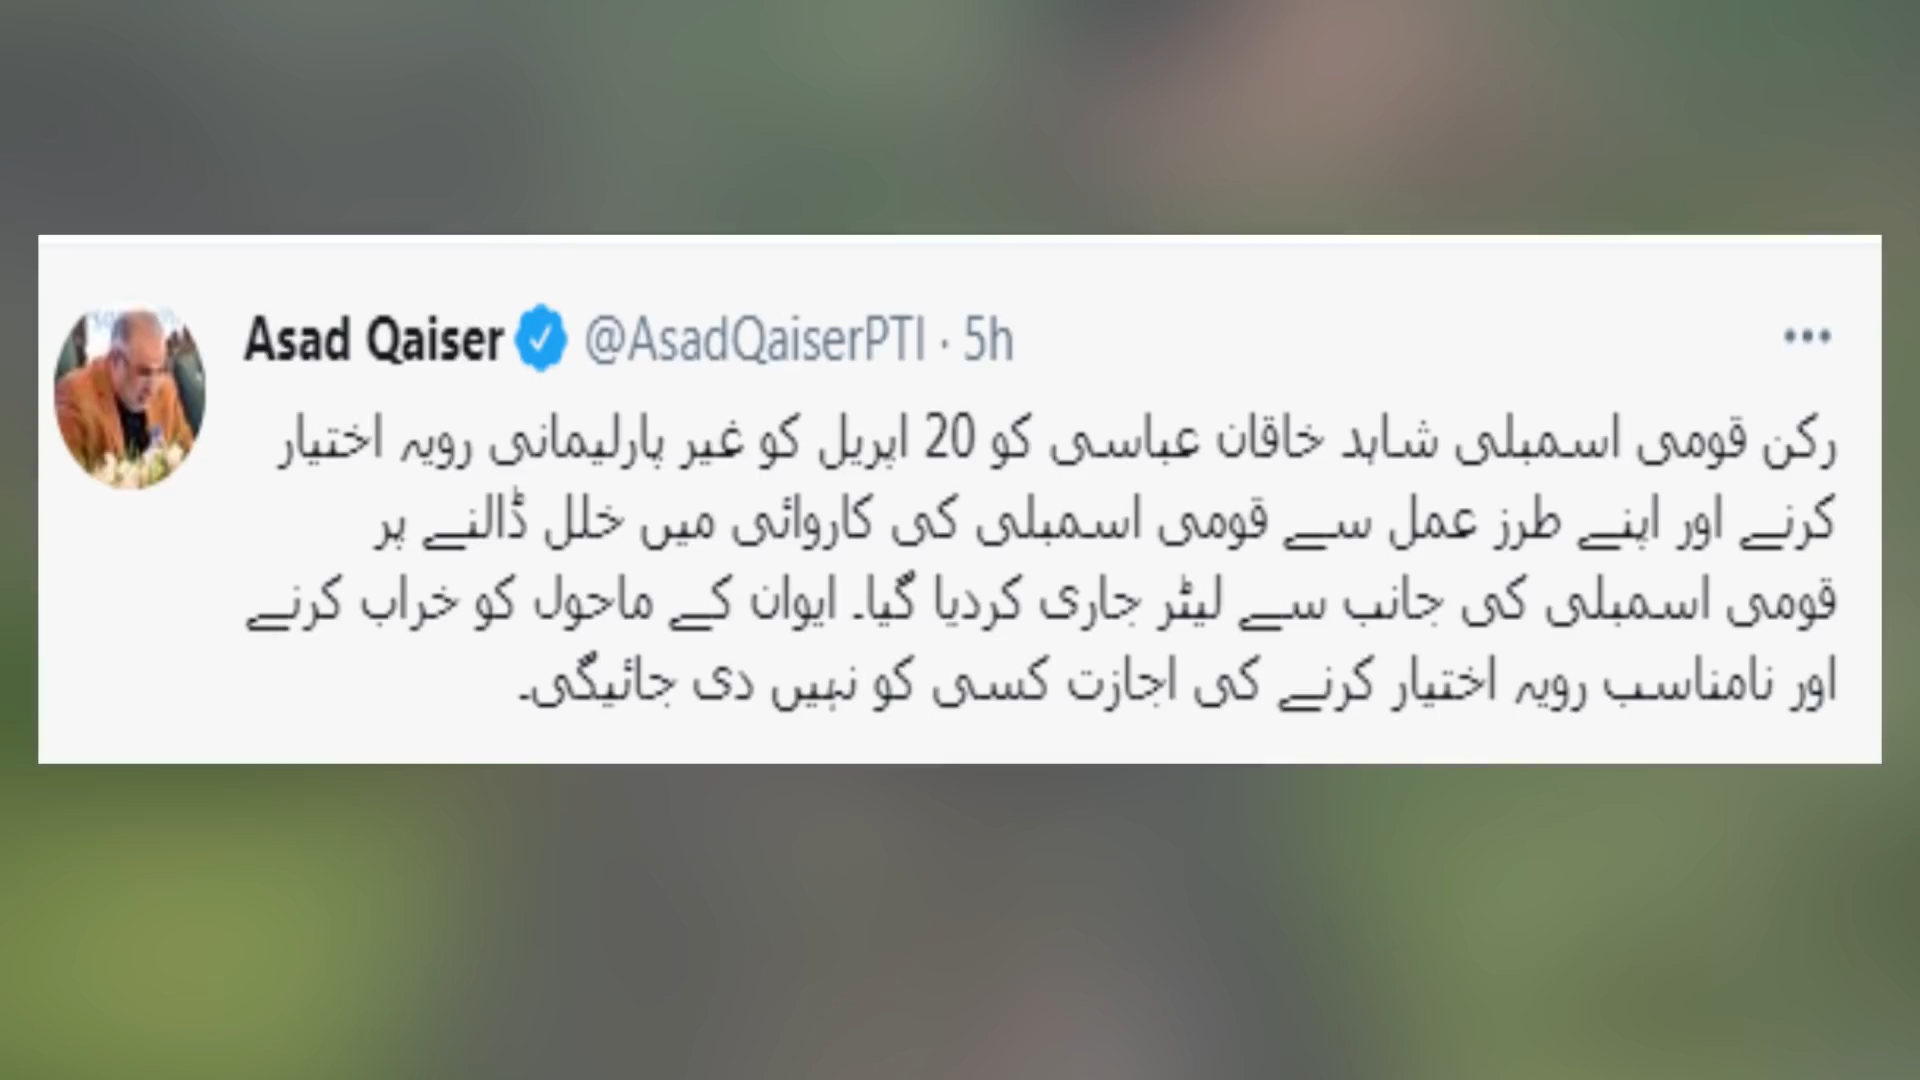 Asad Qaiser @AsadQaiserPTI · 5h
رکن قومی اسمبلی شاہد خاقان عباسی کو 20 اپریل کو غیر پارلیمانی رویہ اختیار
کرنے اور اپنے طرز عمل سے قومی اسمبلی کی کاروائی میں خلل ڈالنے پر
قومی اسمبلی کی جانب سے لیٹر جاری کردیا گیا۔ ایوان کے ماحول کو خراب کرنے
اور نامناسب رویہ اختیار کرنے کی اجازت کسی کو نہیں دی جائیگی۔